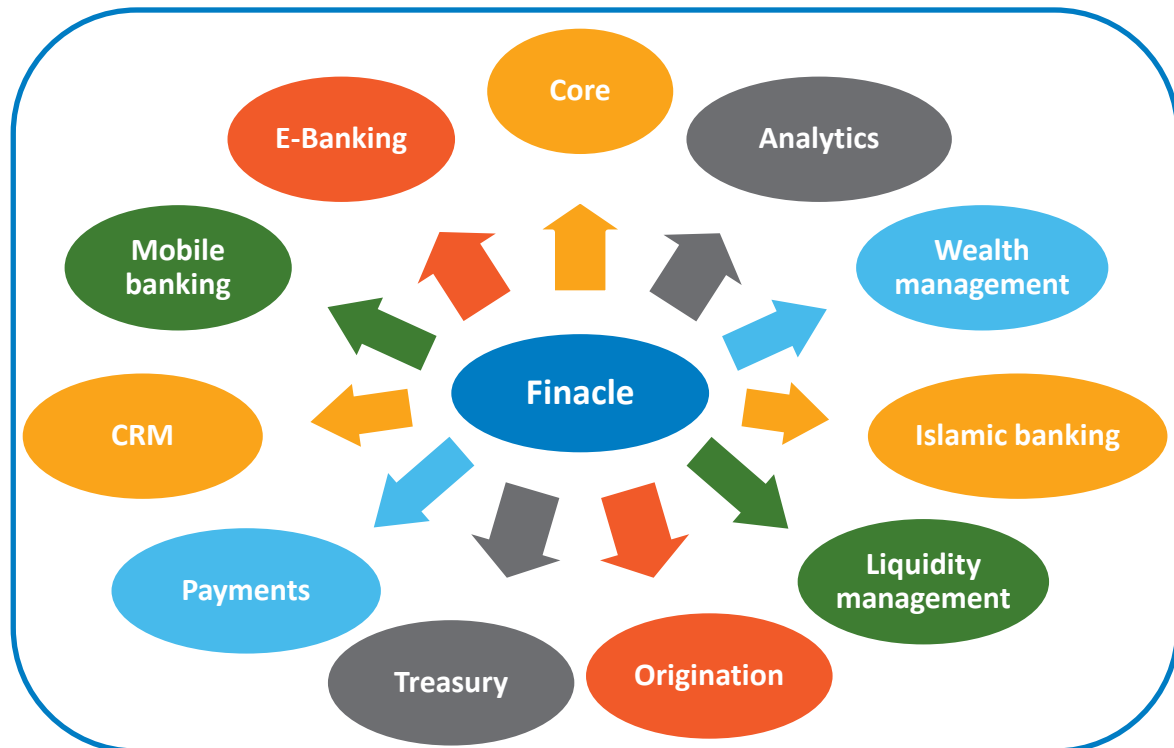 Core
Analytics
Wealth
management
Islamic banking
Liquidity
management
Origination
Treasury
Payments
CRM
Mobile
banking
E-Banking
Finacle